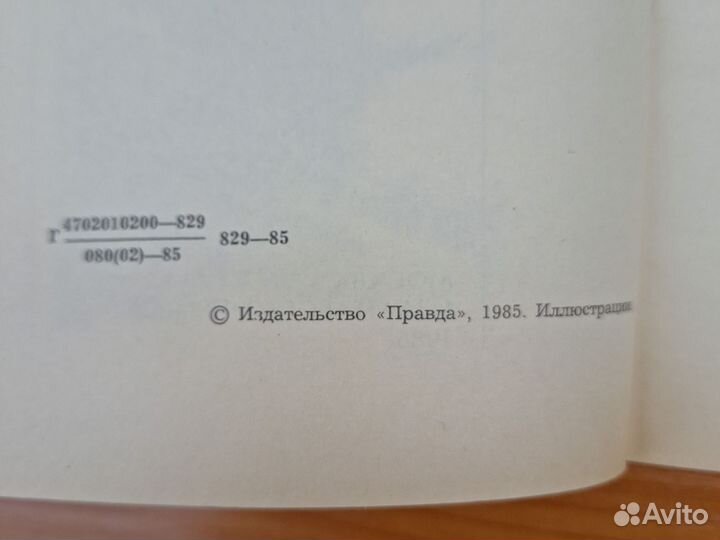 Г 4702010200—829 829—85
080(02)—85
© Издательство «Правда», 1985. Иллюстрации.
Avito